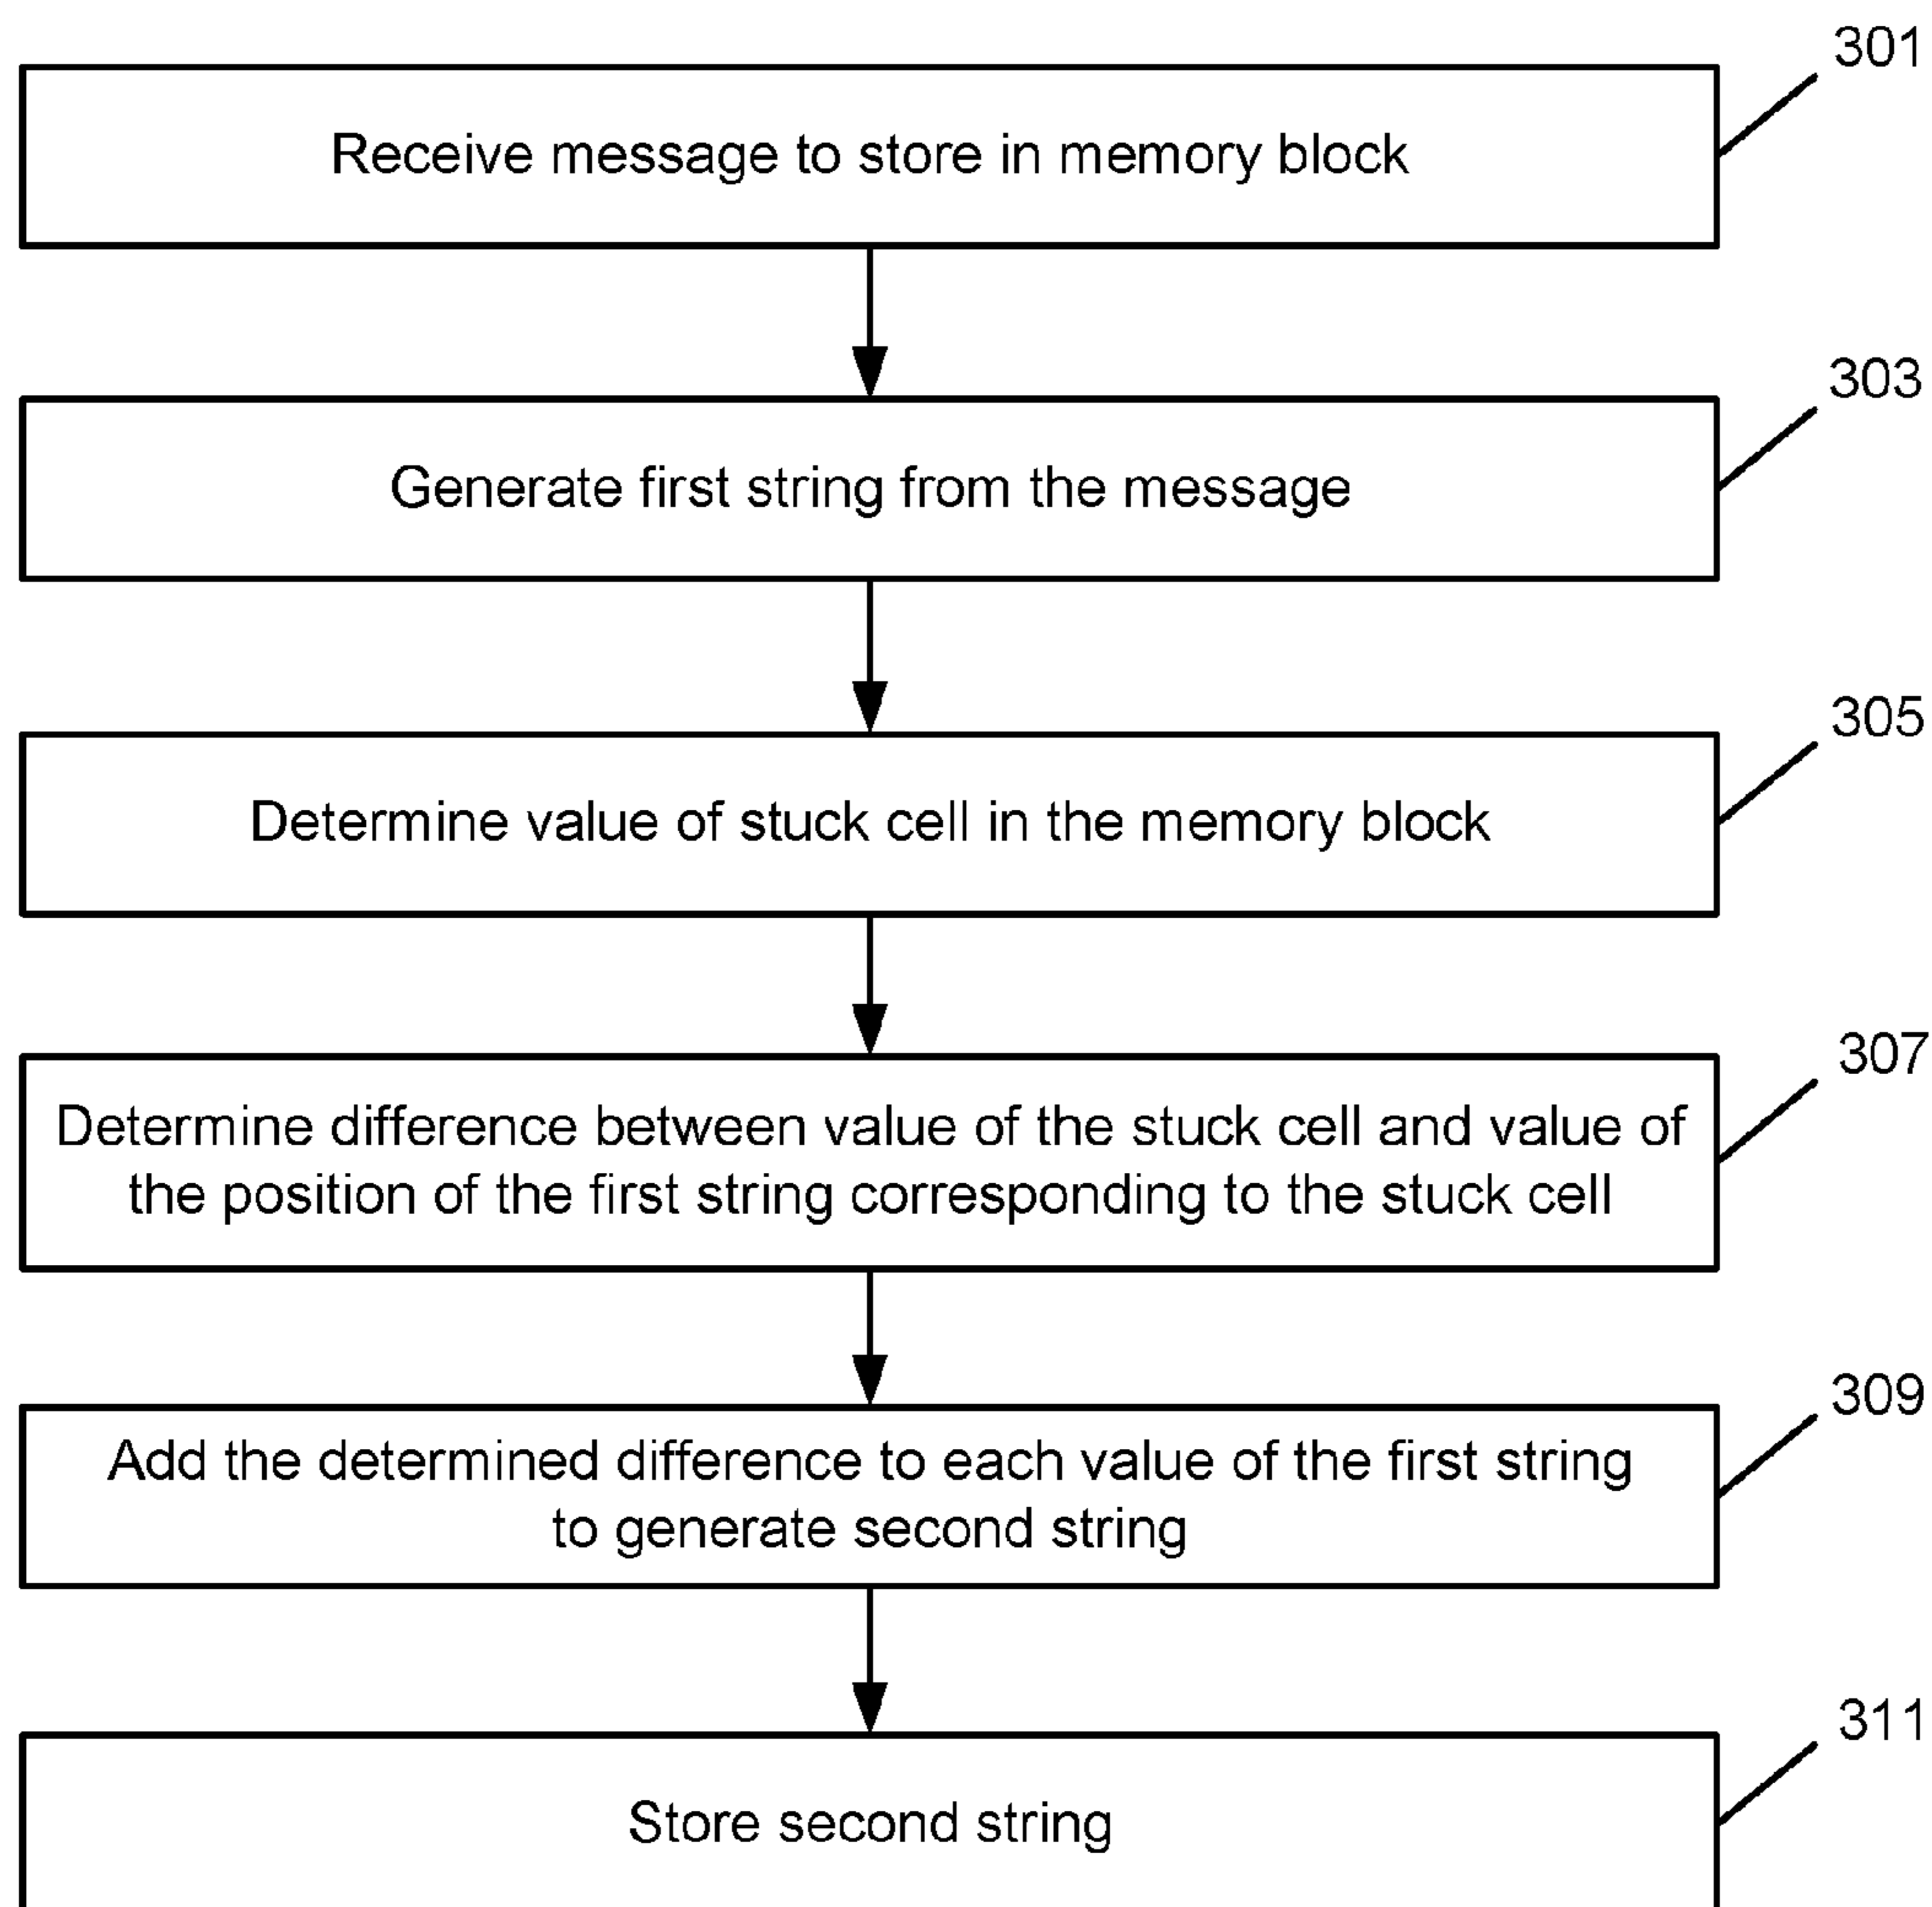 301
Receive message to store in memory block
303
Generate first string from the message
305
Determine value of stuck cell in the memory block
307
Determine difference between value of the stuck cell and value of
the position of the first string corresponding to the stuck cell
309
Add the determined difference to each value of the first string
to generate second string
311
Store second string